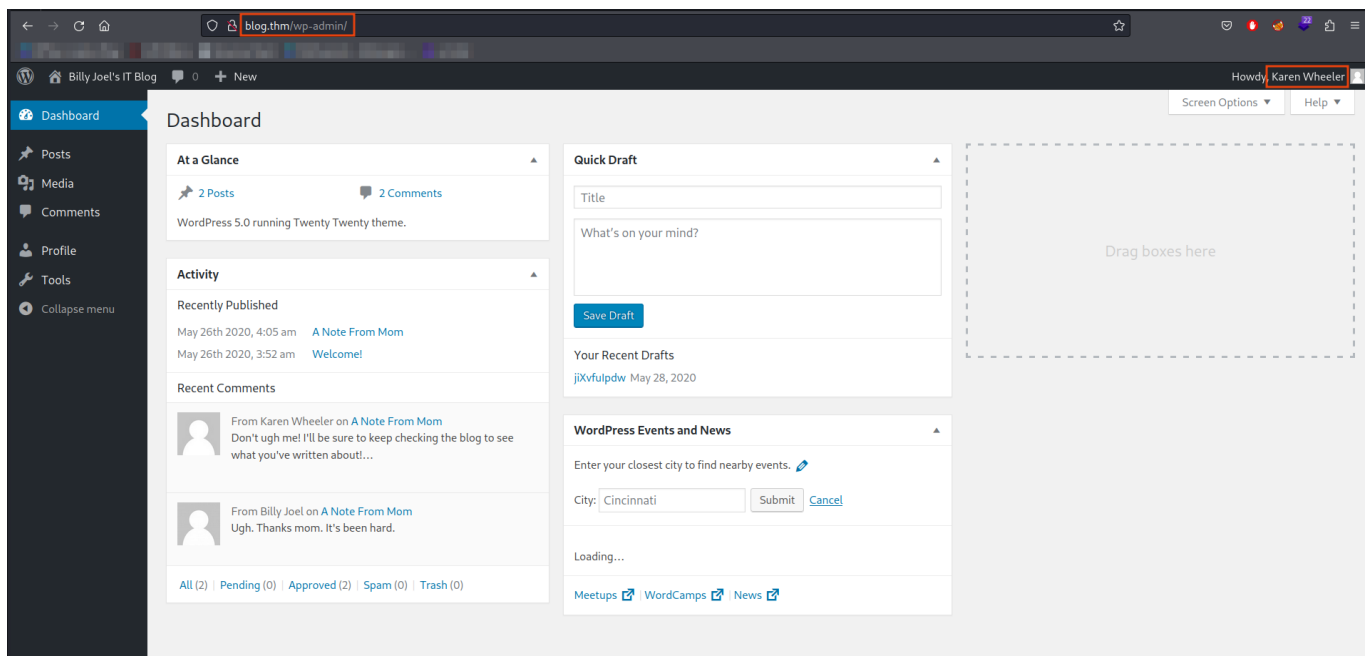 blog.thm/wp-admin/
22
Billy Joel's IT Blog 0 New
Howdy, Karen Wheeler
Screen Options Help
Dashboard
Posts
Media
Comments
Profile
Tools
Collapse menu
Dashboard
At a Glance
2 Posts 2 Comments
WordPress 5.0 running Twenty Twenty theme.
Activity
Recently Published
May 26th 2020, 4:05 am A Note From Mom
May 26th 2020, 3:52 am Welcome!
Recent Comments
From Karen Wheeler on A Note From Mom
Don't ugh me! I'll be sure to keep checking the blog to see
what you've written about!…
From Billy Joel on A Note From Mom
Ugh. Thanks mom. It's been hard.
All (2) | Pending (0) | Approved (2) | Spam (0) | Trash (0)
Quick Draft
Title
What's on your mind?
Save Draft
Your Recent Drafts
jiXvfulpdw May 28, 2020
WordPress Events and News
Enter your closest city to find nearby events.
City: Cincinnati Submit Cancel
Loading…
Meetups | WordCamps | News
Drag boxes here